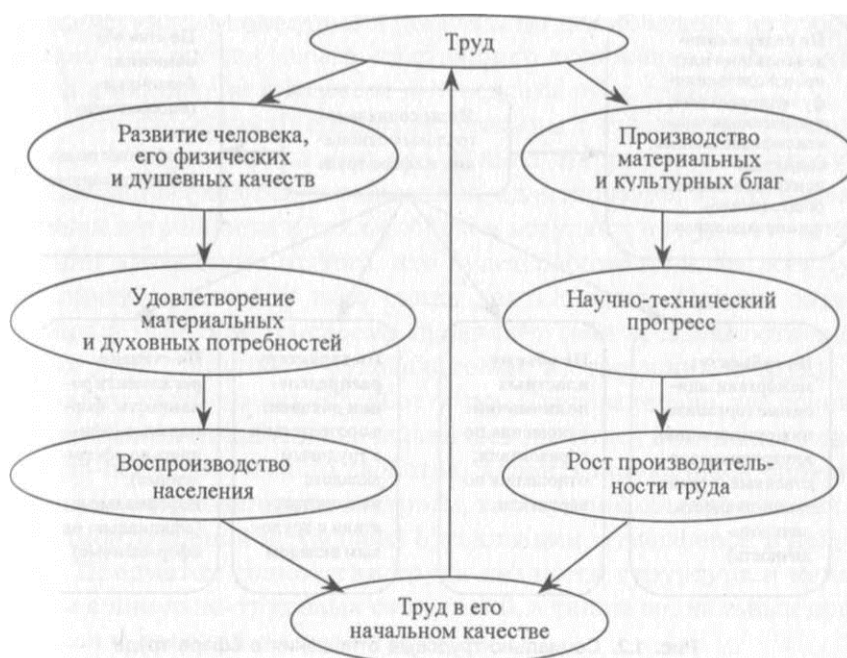 Труд
Развитие человека,
его физических
и душевных качеств
Производство
материальных
и культурных благ
Удовлетворение
материальных
и духовных потребностей
Научно-технический
прогресс
Воспроизводство
населения
Рост производитель-
ности труда
Труд в его
начальном качестве